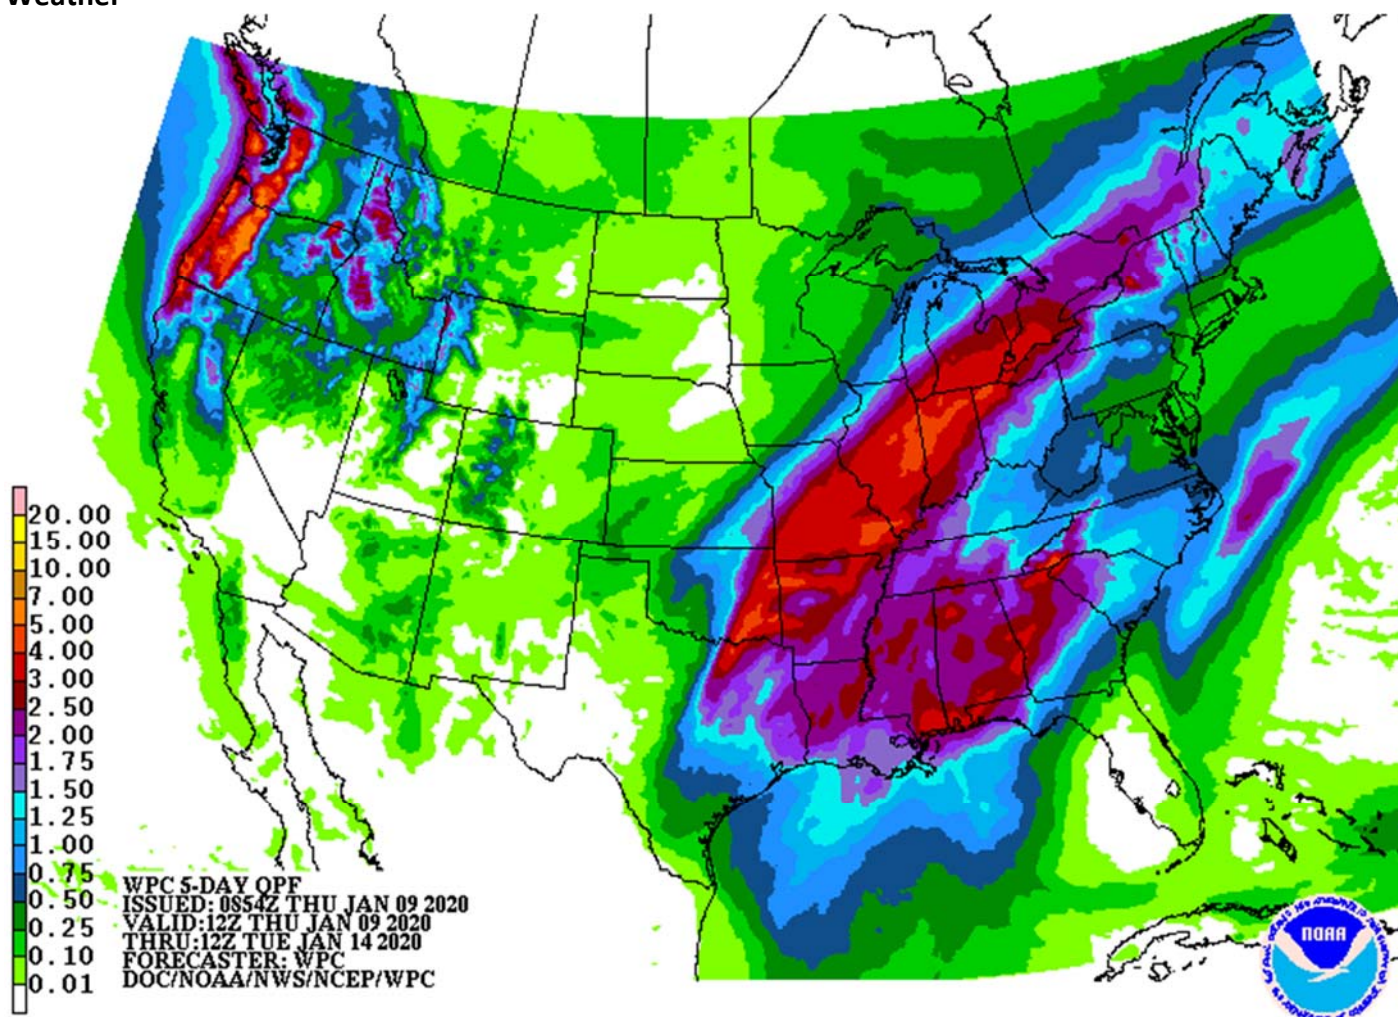 Weather
20.00
15.00
10.00
7.00
5.00
4.00
3.00
2.50
2.00
1.75
1.50
1.25
1.00
0.75
0.50
0.25
0.10
0.01
WPC 5-DAY QPF
ISSUED: 0854Z THU JAN 09 2020
VALID:12Z THU JAN 09 2020
THRU:12Z TUE JAN 14 2020
FORECASTER: WPC
DOC/NOAA/NWS/NCEP/WPC
NOAA